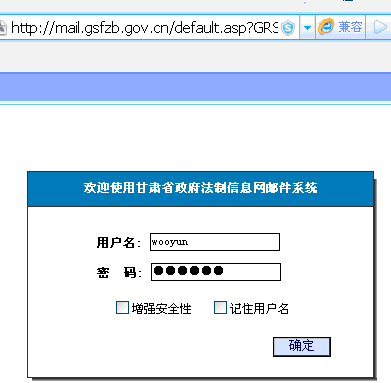 http://mail.gsfzb.gov.cn/default.asp?GRS
兼容
欢迎使用甘肃省政府法制信息网邮件系统
用户名: wooyun
密 码: ●●●●●●
增强安全性 记住用户名
确定